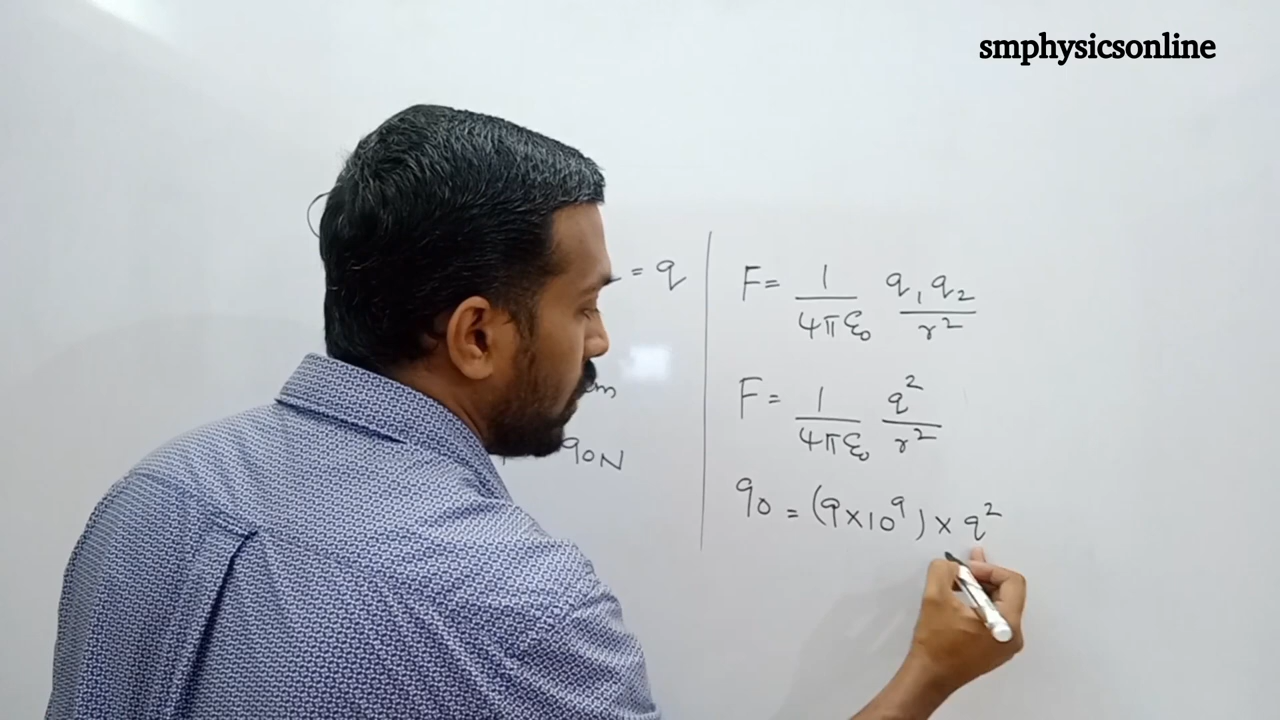 smphysicsonline
= q
m
90N
F = 1/4πε₀ q₁q₂/r²
F = 1/4πε₀ q²/r²
90 = (9×10⁹) × q²